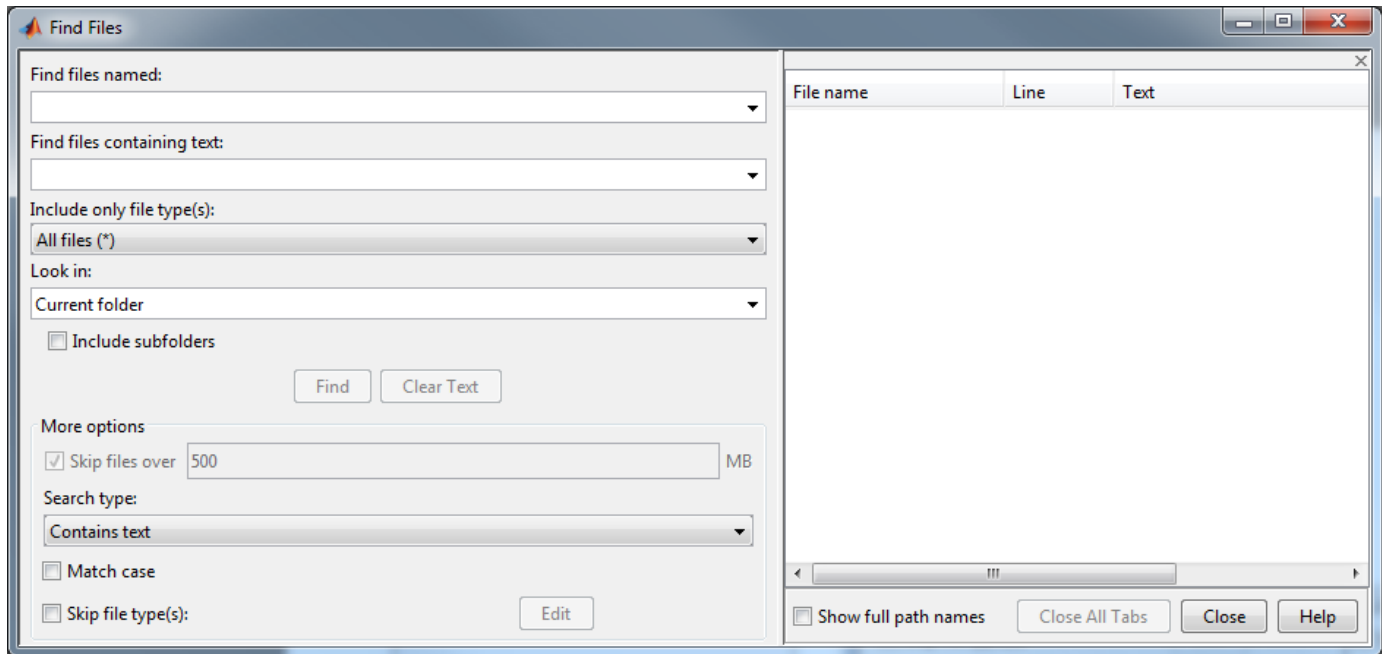 Find Files
Find files named:
Find files containing text:
Include only file type(s):
All files (*)
Look in:
Current folder
Include subfolders
Find Clear Text
More options
Skip files over 500 MB
Search type:
Contains text
Match case
Skip file type(s): Edit
File name Line Text
Show full path names Close All Tabs Close Help